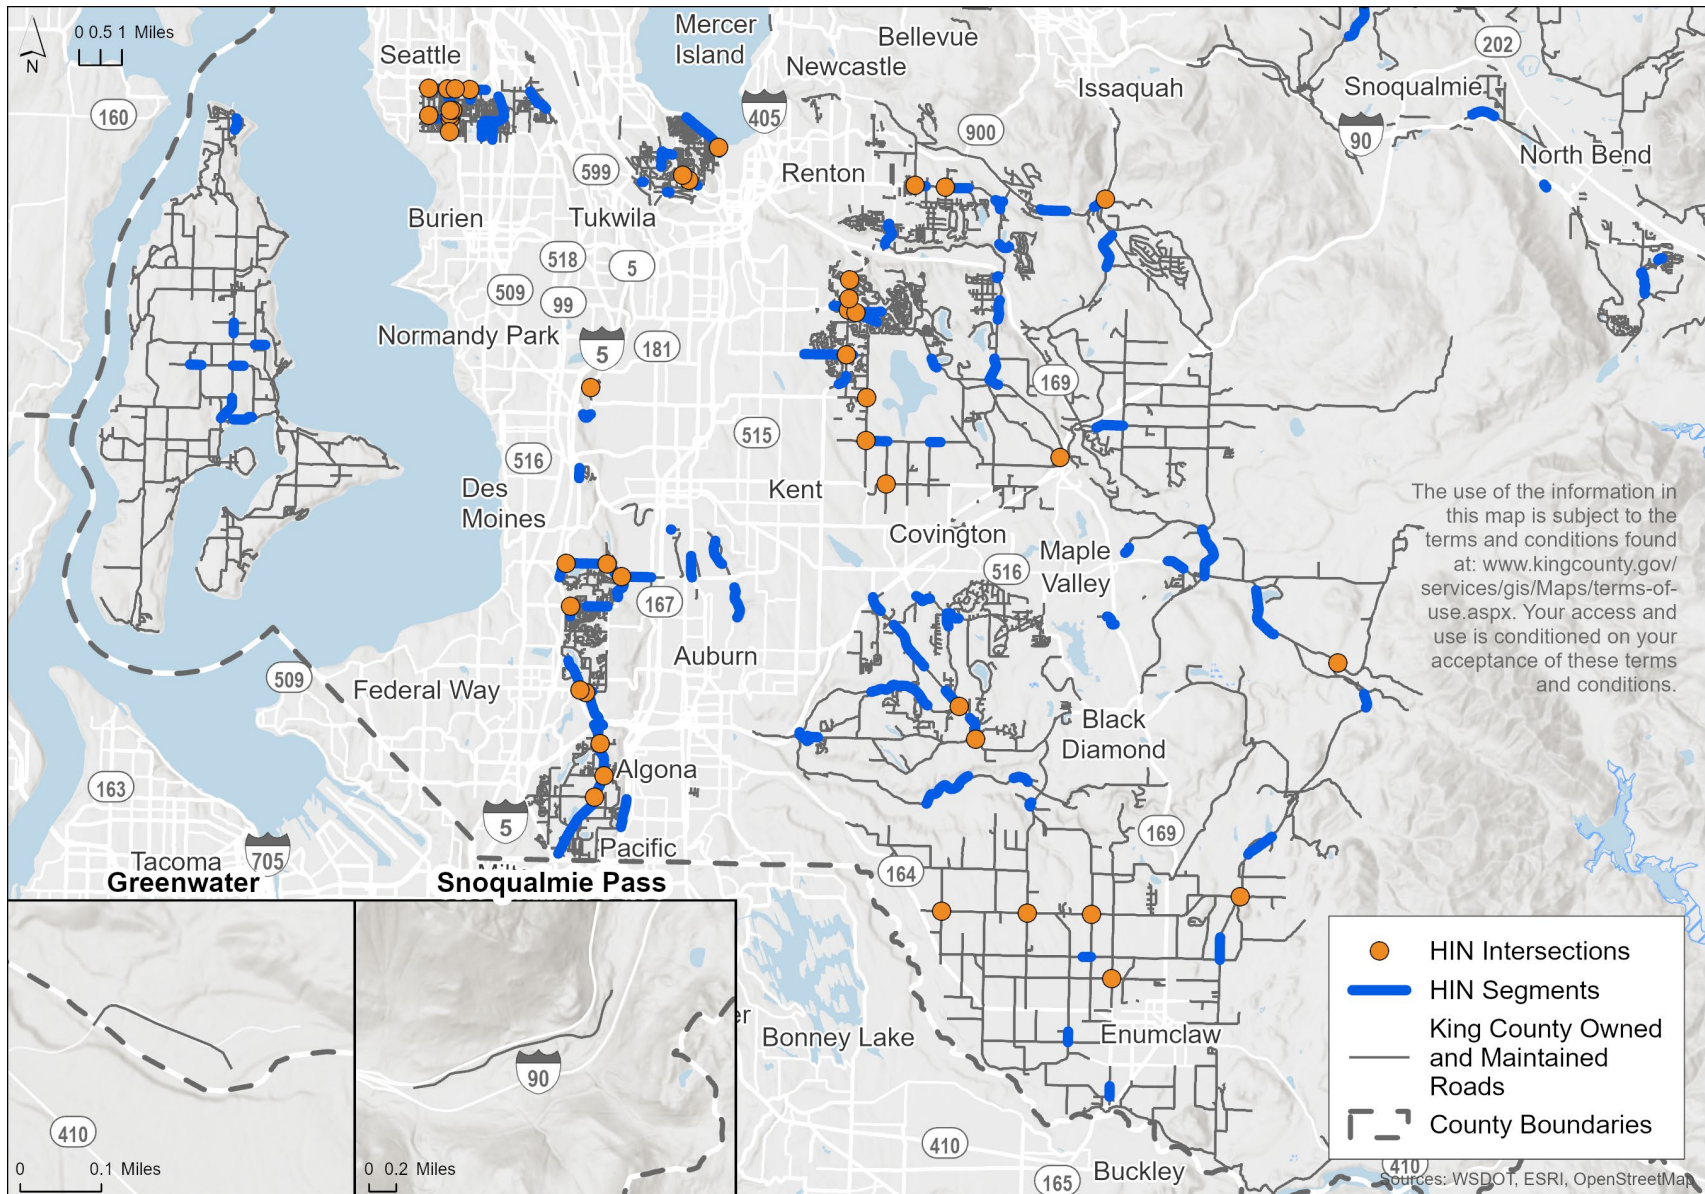 N
0 0.5 1 Miles
Seattle
Mercer
Island
Bellevue
Newcastle
Issaquah
202
Snoqualmie
160
405
900
90
North Bend
599
Renton
Burien
Tukwila
518
5
509
99
Normandy Park
5
181
169
515
516
Des
Moines
Kent
Covington
Maple
Valley
516
167
The use of the information in
this map is subject to the
terms and conditions found
at: www.kingcounty.gov/
services/gis/Maps/terms-of-
use.aspx. Your access and
use is conditioned on your
acceptance of these terms
and conditions.
Auburn
509
Federal Way
Black
Diamond
163
Algona
5
169
705
Tacoma
Pacific
164
Greenwater
Snoqualmie Pass
Bonney Lake
Enumclaw
90
410
0 0.1 Miles
0 0.2 Miles
410
165
Buckley
410
HIN Intersections
HIN Segments
King County Owned
and Maintained
Roads
County Boundaries
Sources: WSDOT, ESRI, OpenStreetMap